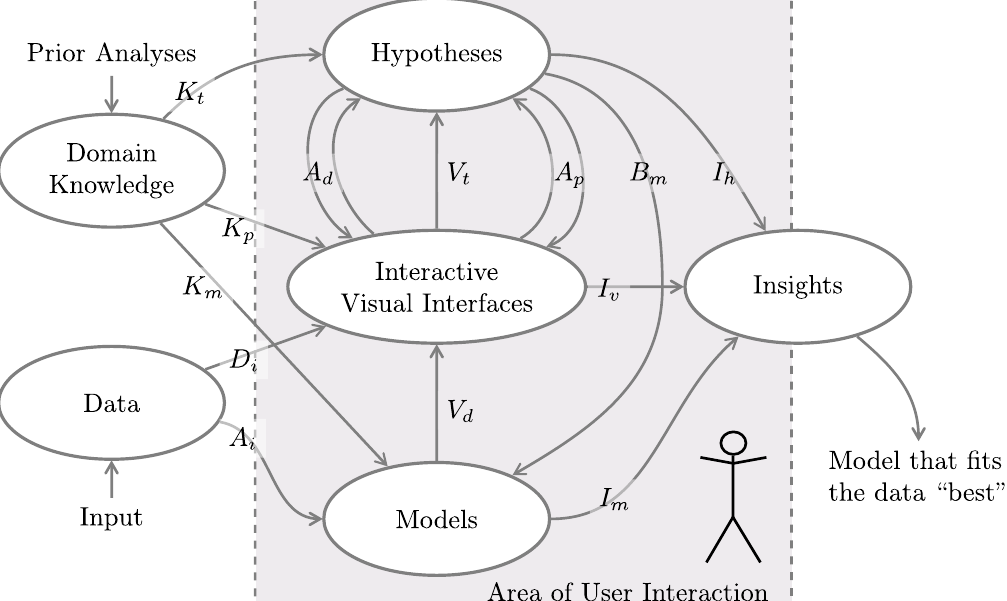 Prior Analyses
Hypotheses
K_t
Domain
Knowledge
A_d
V_t
A_p
B_m
I_h
K_p
K_m
Interactive
Visual Interfaces
I_v
Insights
D_i
Data
A_i
V_d
Input
Models
I_m
Model that fits
the data “best”
Area of User Interaction